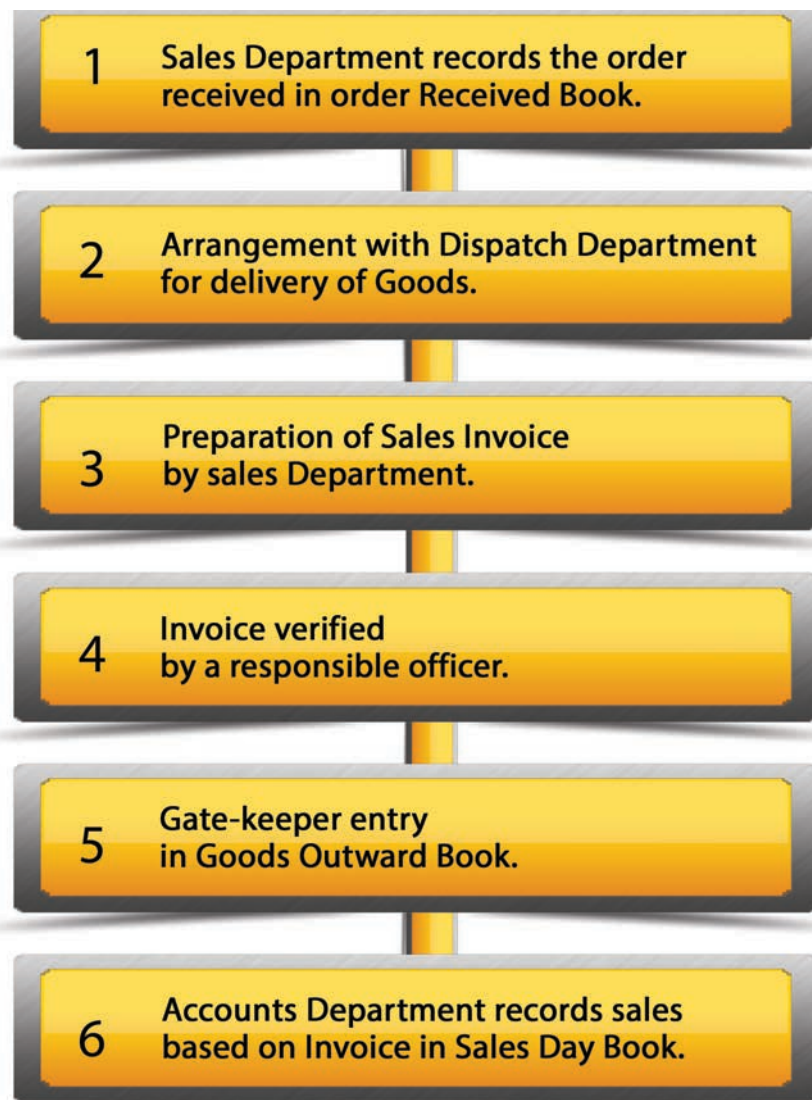 1 Sales Department records the order
received in order Received Book.
2 Arrangement with Dispatch Department
for delivery of Goods.
3 Preparation of Sales Invoice
by sales Department.
4 Invoice verified
by a responsible officer.
5 Gate-keeper entry
in Goods Outward Book.
6 Accounts Department records sales
based on Invoice in Sales Day Book.